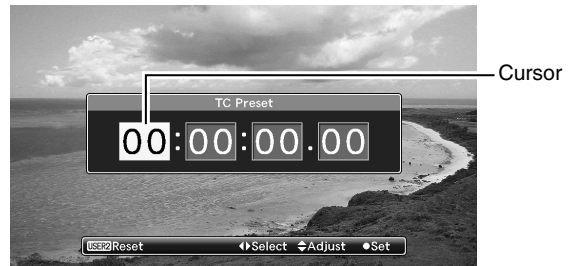 TC Preset
Cursor
00:00:00.00
USER2 Reset ◀▶Select ▲▼Adjust ●Set